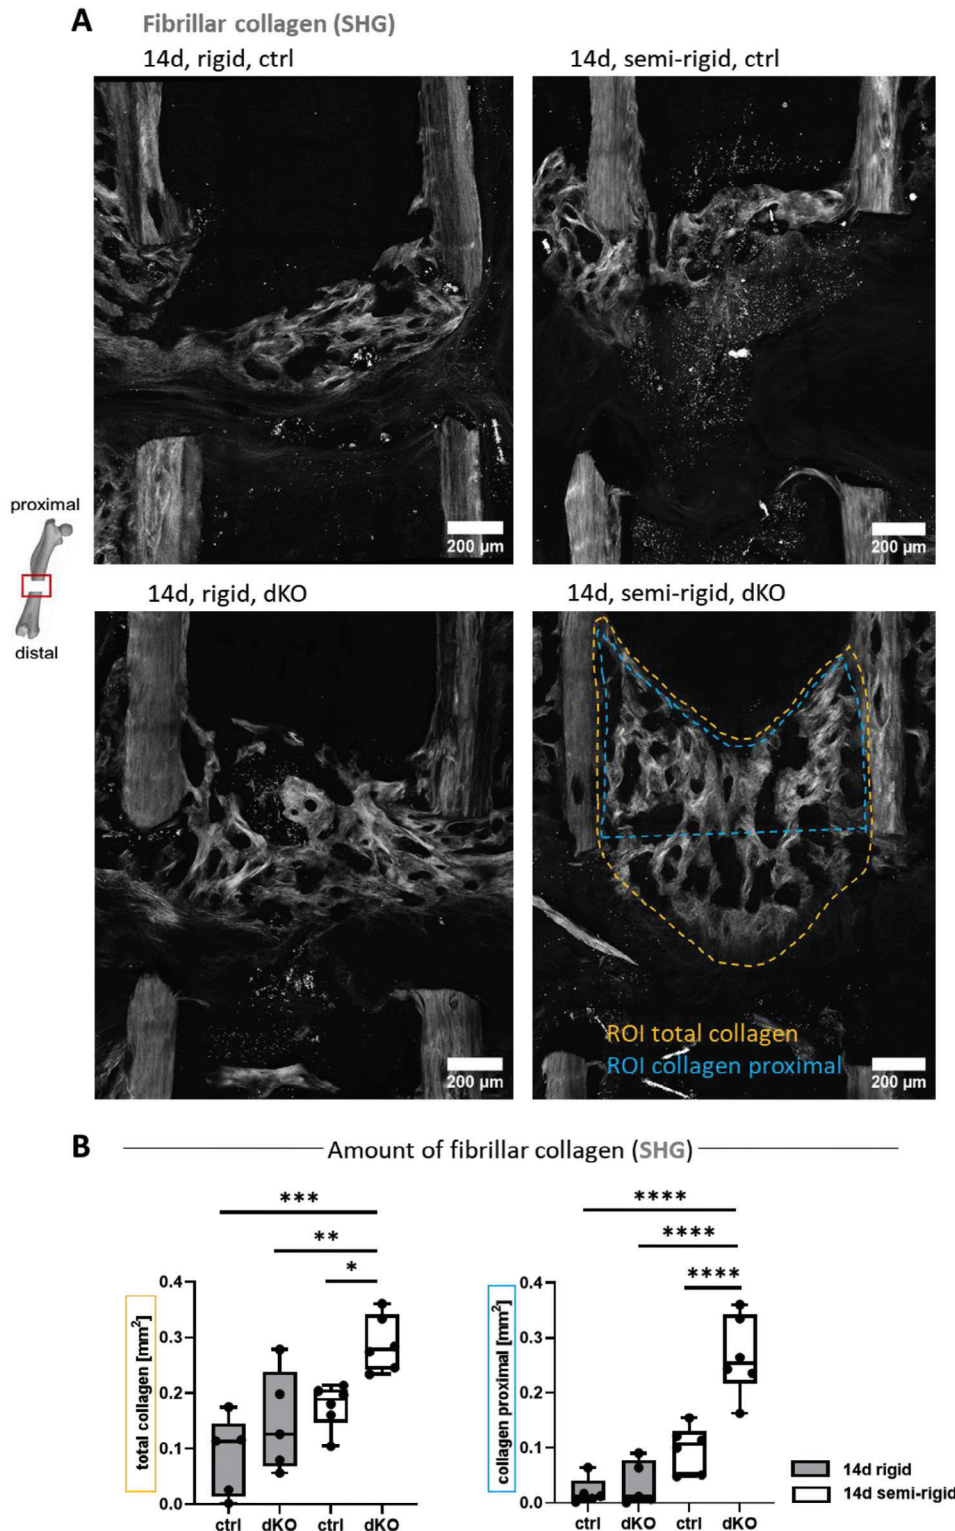 A
Fibrillar collagen (SHG)
14d, rigid, ctrl
14d, semi-rigid, ctrl
200 µm
200 µm
proximal
distal
14d, rigid, dKO
14d, semi-rigid, dKO
ROI total collagen
ROI collagen proximal
200 µm
200 µm
B
Amount of fibrillar collagen (SHG)
***
**
*
total collagen [mm²]
0.4
0.3
0.2
0.1
0.0
ctrl dKO ctrl dKO
****
****
****
collagen proximal [mm²]
0.4
0.3
0.2
0.1
0.0
ctrl dKO ctrl dKO
14d rigid
14d semi-rigid